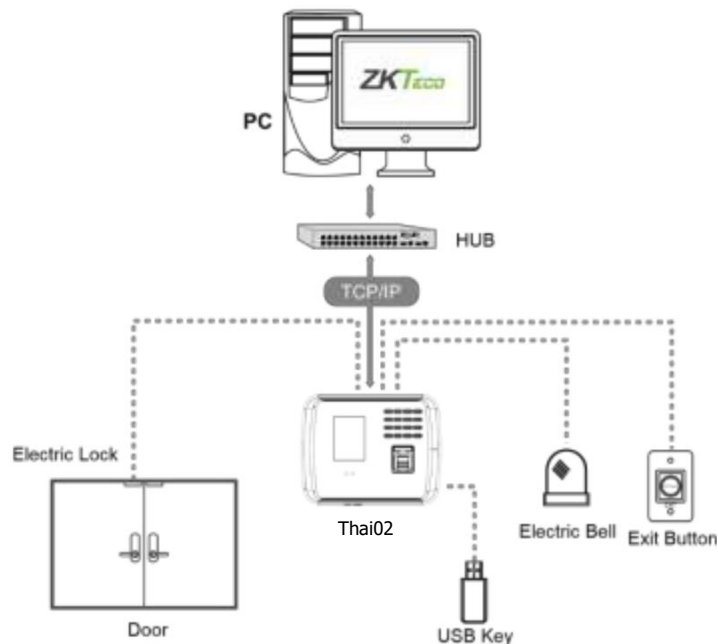 ZKTECO
PC
HUB
TCP/IP
Electric Lock
Thai02
Electric Bell
Exit Button
Door
USB Key